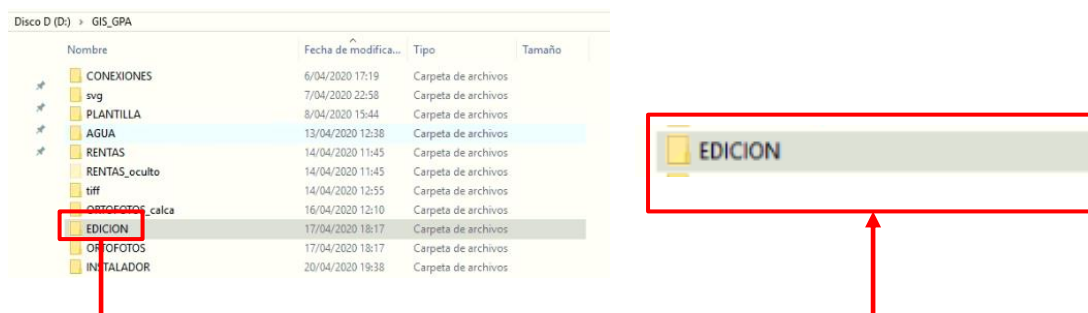 Disco D (D:) > GIS_GPA
Nombre Fecha de modifica... Tipo Tamaño
CONEXIONES 6/04/2020 17:19 Carpeta de archivos
svg 7/04/2020 22:58 Carpeta de archivos
PLANTILLA 8/04/2020 15:44 Carpeta de archivos
AGUA 13/04/2020 12:38 Carpeta de archivos
RENTAS 14/04/2020 11:45 Carpeta de archivos
RENTAS_oculto 14/04/2020 11:45 Carpeta de archivos
tiff 14/04/2020 12:55 Carpeta de archivos
ORTOFOTOS_calca 16/04/2020 12:10 Carpeta de archivos
EDICION 17/04/2020 18:17 Carpeta de archivos
ORTOFOTOS 17/04/2020 18:17 Carpeta de archivos
INSTALADOR 20/04/2020 19:38 Carpeta de archivos
EDICION